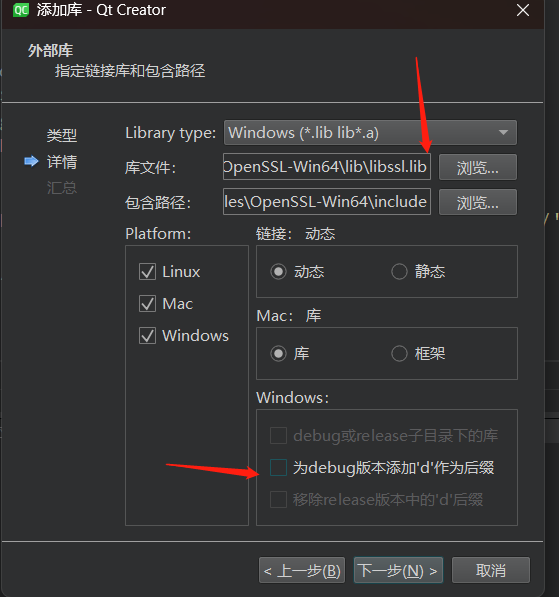 QC 添加库 - Qt Creator
外部库
指定链接库和包含路径
类型
详情
汇总
Library type: Windows (*.lib lib*.a)
库文件: OpenSSL-Win64\lib\libssl.lib 浏览...
包含路径: les\OpenSSL-Win64\include 浏览...
Platform: 链接： 动态
Linux 动态 静态
Mac Mac： 库
Windows 库 框架
Windows：
debug或release子目录下的库
为debug版本添加'd'作为后缀
移除release版本中的'd'后缀
< 上一步(B) 下一步(N) > 取消